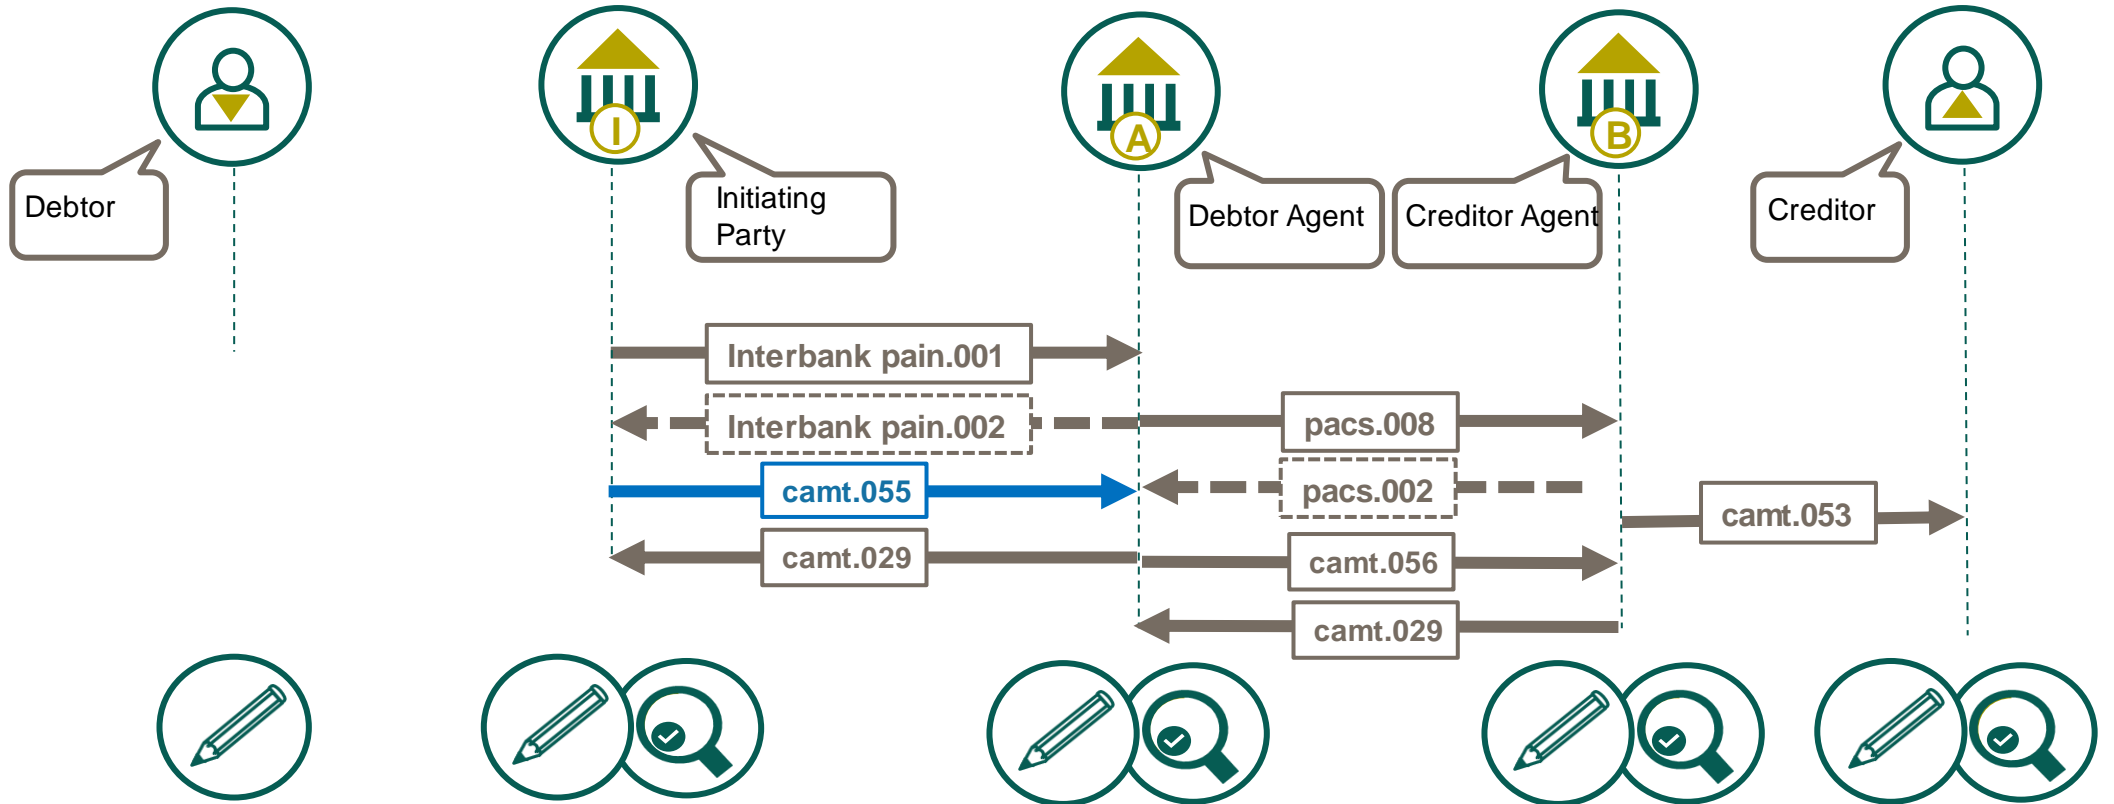 I
A
B
Debtor
Initiating
Party
Debtor Agent
Creditor Agent
Creditor
Interbank pain.001
Interbank pain.002
pacs.008
camt.055
pacs.002
camt.053
camt.029
camt.056
camt.029